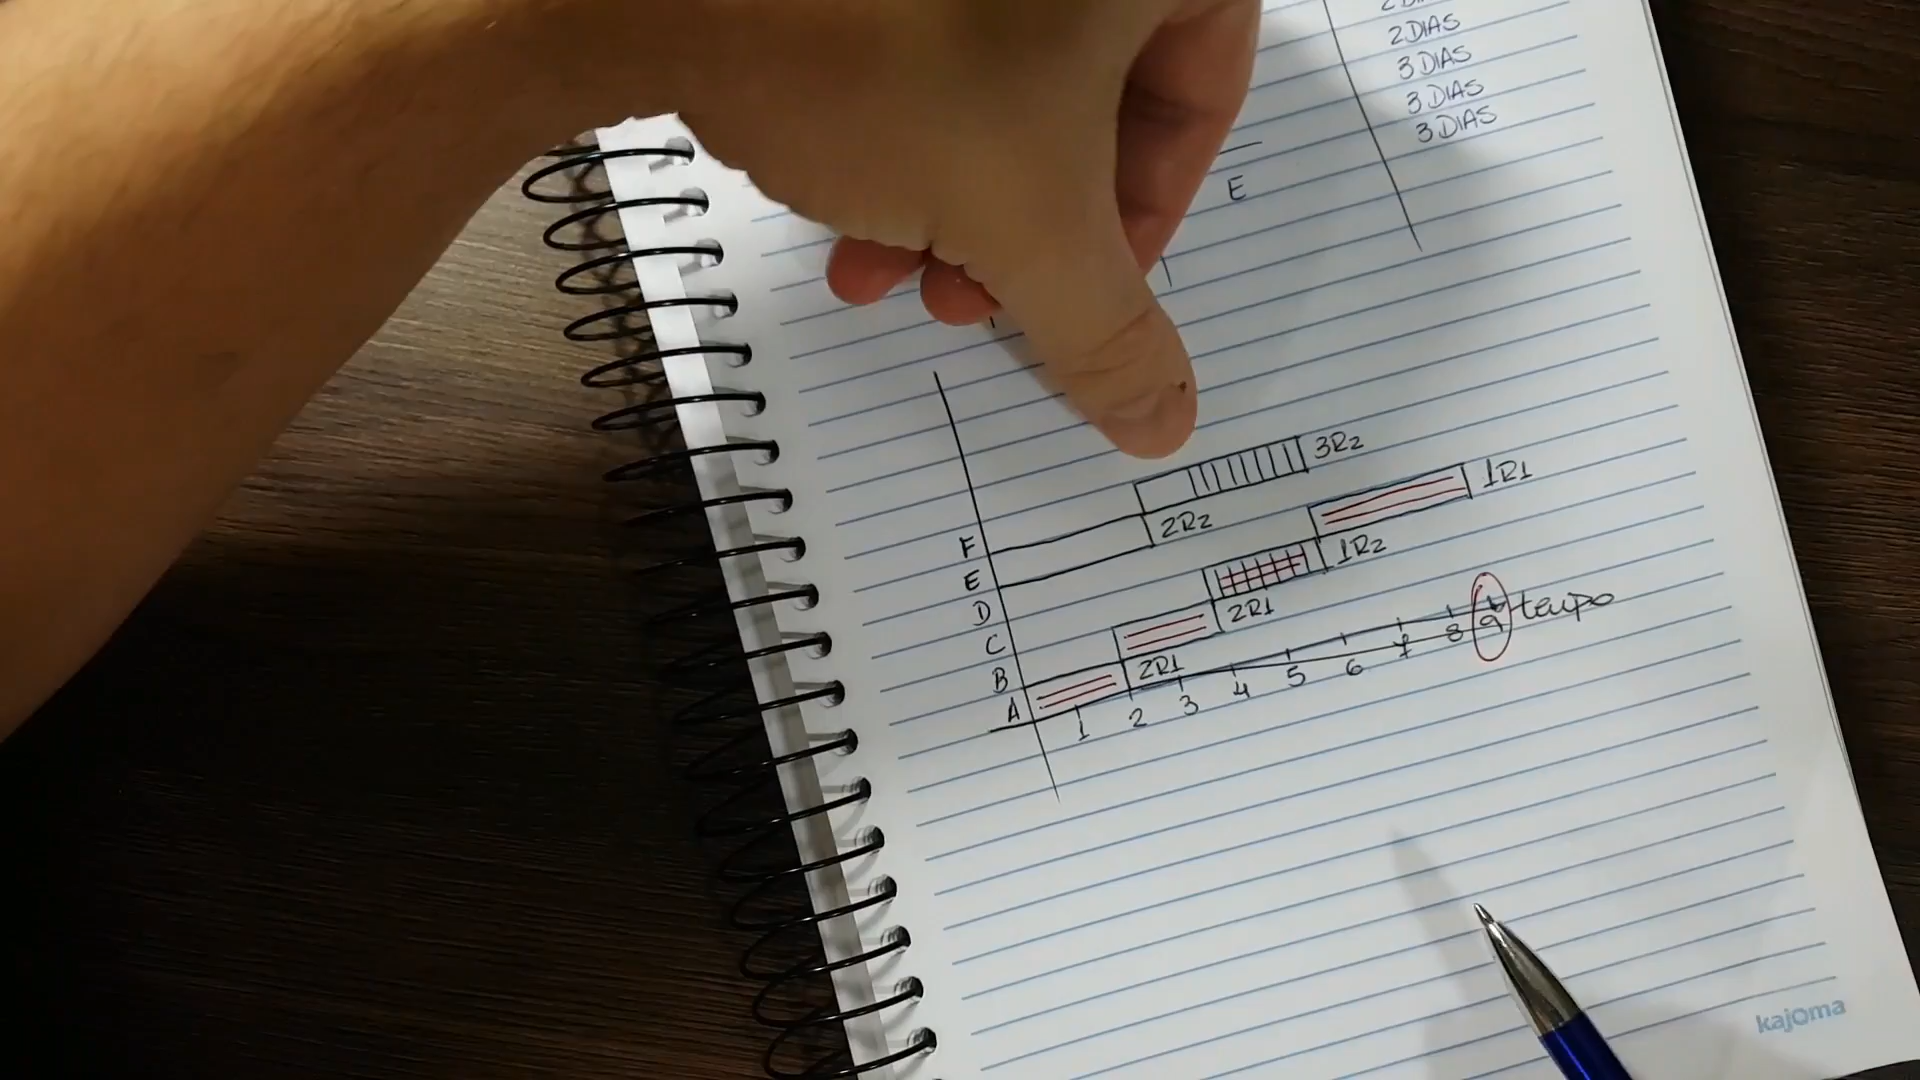 2 DIAS
3 DIAS
3 DIAS
3 DIAS
E
3R2
1R1
2R2
F
1R2
E
D
2R1
C
tempo
B
2R1
A
1 2 3 4 5 6 7 8 9
kajoma